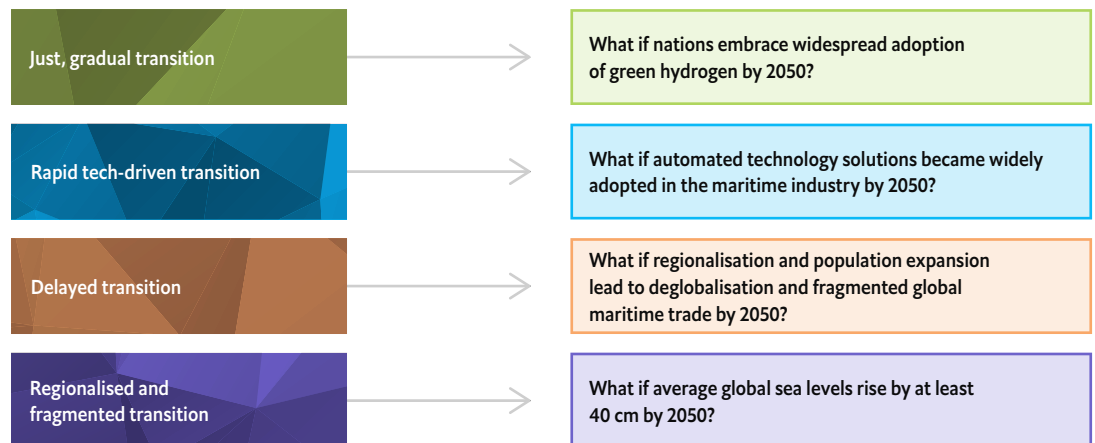 Just, gradual transition
What if nations embrace widespread adoption
of green hydrogen by 2050?
Rapid tech-driven transition
What if automated technology solutions became widely
adopted in the maritime industry by 2050?
Delayed transition
What if regionalisation and population expansion
lead to deglobalisation and fragmented global
maritime trade by 2050?
Regionalised and
fragmented transition
What if average global sea levels rise by at least
40 cm by 2050?